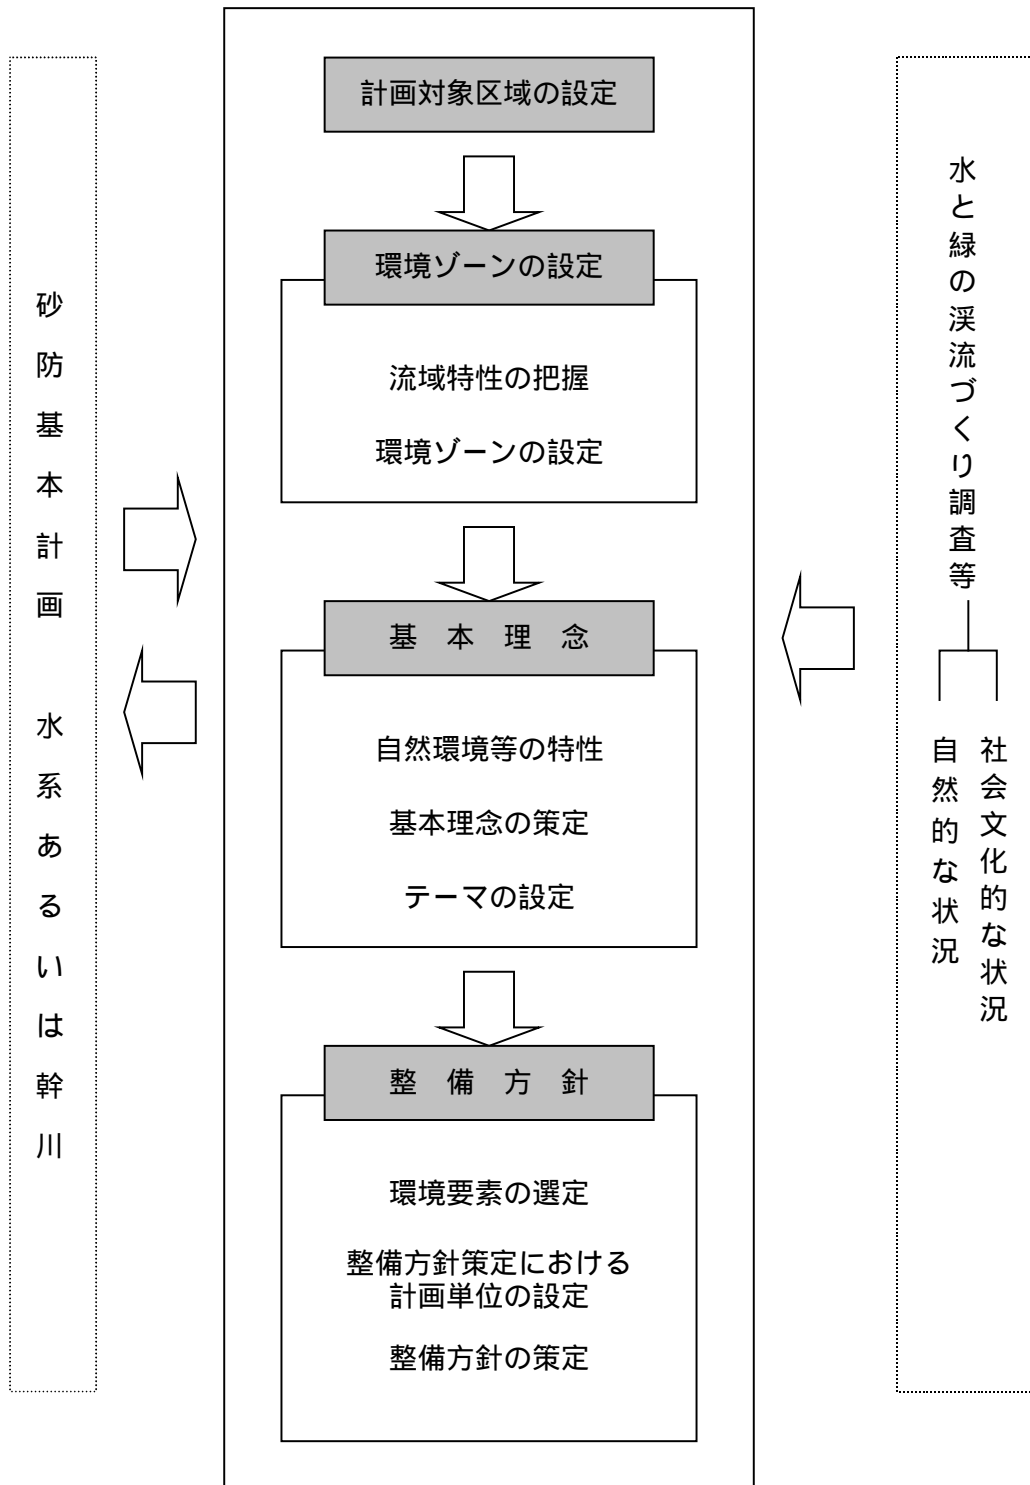 計画対象区域の設定
環境ゾーンの設定
流域特性の把握
環境ゾーンの設定
基本理念
自然環境等の特性
基本理念の策定
テーマの設定
整備方針
環境要素の選定
整備方針策定における
計画単位の設定
整備方針の策定
砂防基本計画　水系あるいは幹川
水と緑の渓流づくり調査等
社会文化的な状況
自然的な状況